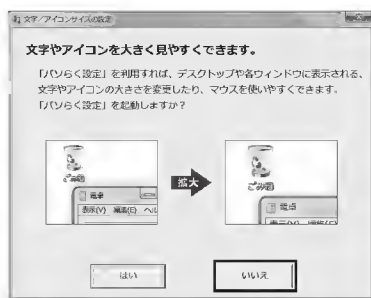 文字／アイコンサイズの設定
文字やアイコンを大きく見やすくできます。
「パソらく設定」を利用すれば、デスクトップや各ウィンドウに表示される、
文字やアイコンの大きさを変更したり、マウスを使いやすくできます。
「パソらく設定」を起動しますか？
ごみ箱
電卓
表示(V) 編集(E) ヘル
拡大
ごみ箱
電卓
表示(V) 編集(E)
はい
いいえ